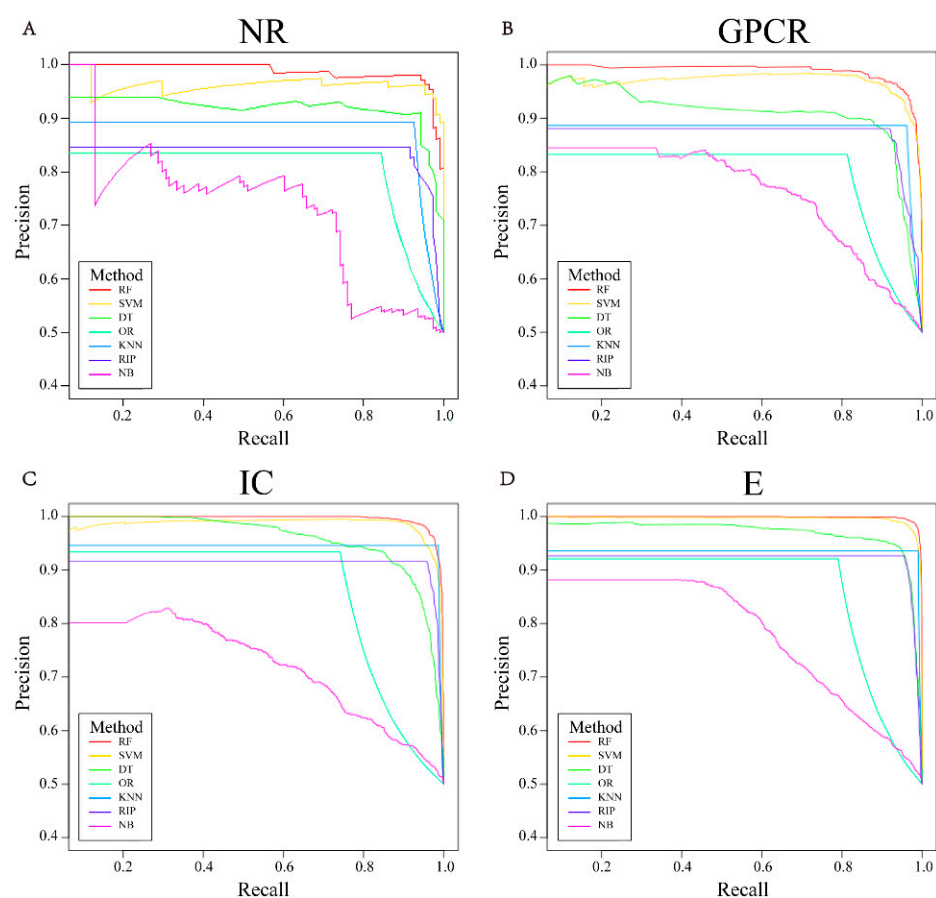 A
NR
1.0
0.9
0.8
0.7
0.6
0.5
0.4
Precision
Method
RF
SVM
DT
OR
KNN
RIP
NB
0.2
0.4
0.6
0.8
1.0
Recall
B
GPCR
1.0
0.9
0.8
0.7
0.6
0.5
0.4
Precision
Method
RF
SVM
DT
OR
KNN
RIP
NB
0.2
0.4
0.6
0.8
1.0
Recall
C
IC
1.0
0.9
0.8
0.7
0.6
0.5
0.4
Precision
Method
RF
SVM
DT
OR
KNN
RIP
NB
0.2
0.4
0.6
0.8
1.0
Recall
D
E
1.0
0.9
0.8
0.7
0.6
0.5
0.4
Precision
Method
RF
SVM
DT
OR
KNN
RIP
NB
0.2
0.4
0.6
0.8
1.0
Recall